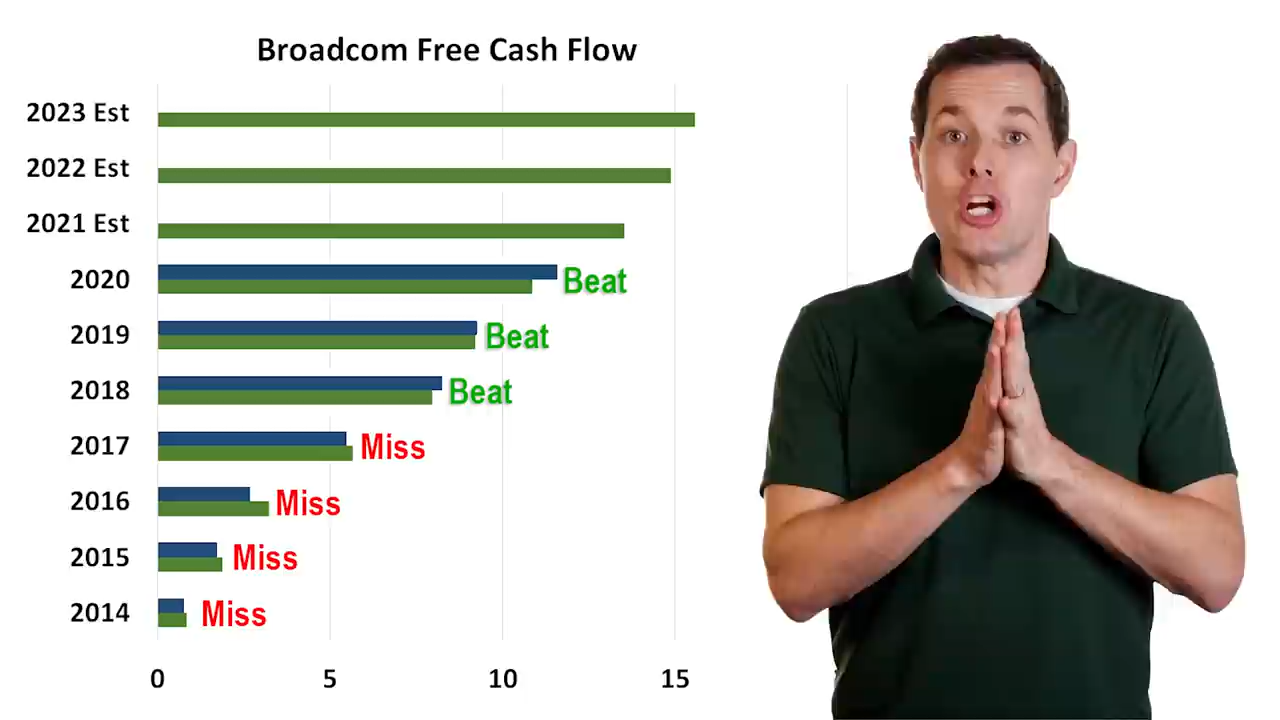 Broadcom Free Cash Flow
2023 Est
2022 Est
2021 Est
2020 Beat
2019 Beat
2018 Beat
2017 Miss
2016 Miss
2015 Miss
2014 Miss
0 5 10 15